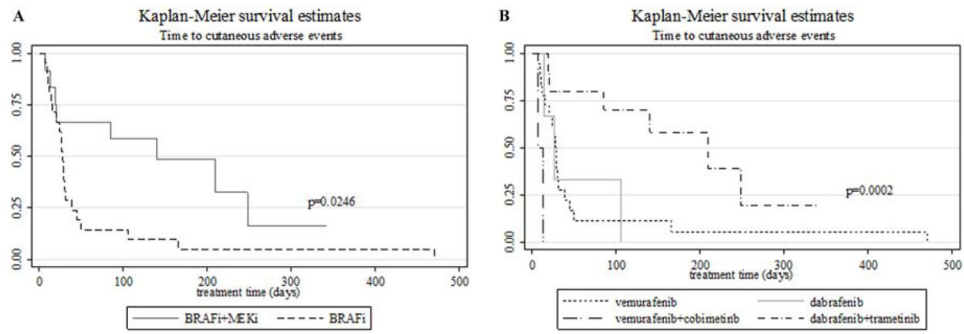 A
Kaplan-Meier survival estimates
Time to cutaneous adverse events
1.00
0.75
0.50
0.25
0.00
p=0.0246
0 100 200 300 400 500
treatment time (days)
BRAFi+MEKi BRAFi
B
Kaplan-Meier survival estimates
Time to cutaneous adverse events
1.00
0.75
0.50
0.25
0.00
p=0.0002
0 100 200 300 400 500
treatment time (days)
vemurafenib dabrafenib
vemurafenib+cobimetinib dabrafenib+trametinib